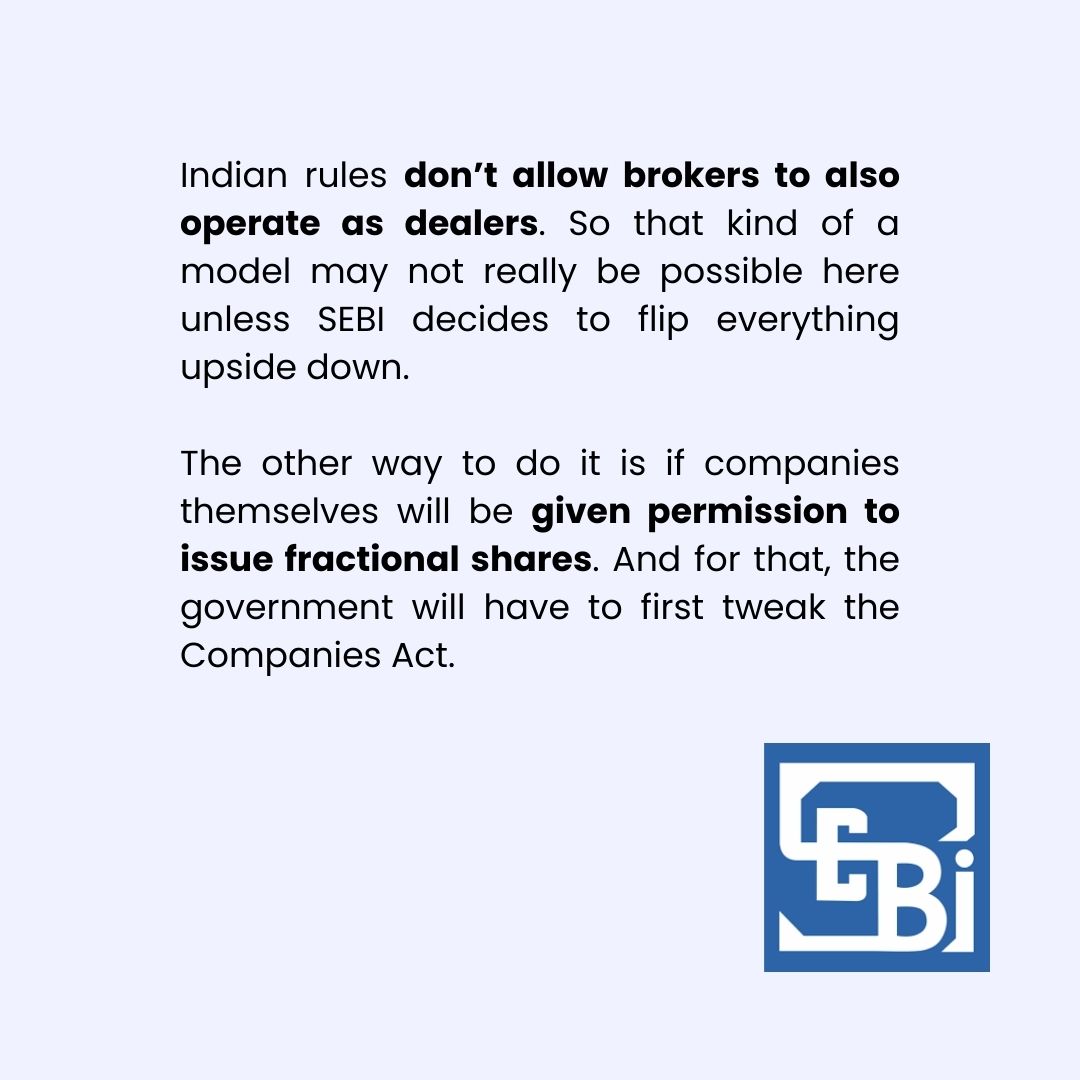 Indian rules don’t allow brokers to also
operate as dealers. So that kind of a
model may not really be possible here
unless SEBI decides to flip everything
upside down.
The other way to do it is if companies
themselves will be given permission to
issue fractional shares. And for that, the
government will have to first tweak the
Companies Act.
SEBi